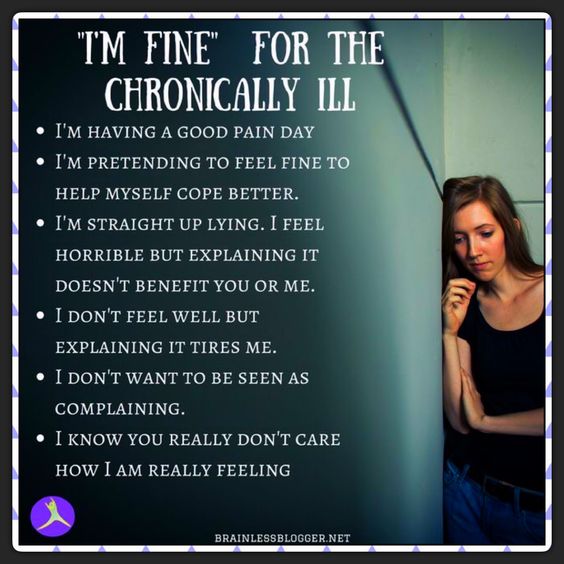 "I'M FINE" FOR THE
CHRONICALLY ILL
• I'M HAVING A GOOD PAIN DAY
• I'M PRETENDING TO FEEL FINE TO
HELP MYSELF COPE BETTER.
• I'M STRAIGHT UP LYING. I FEEL
HORRIBLE BUT EXPLAINING IT
DOESN'T BENEFIT YOU OR ME.
• I DON'T FEEL WELL BUT
EXPLAINING IT TIRES ME.
• I DON'T WANT TO BE SEEN AS
COMPLAINING.
• I KNOW YOU REALLY DON'T CARE
HOW I AM REALLY FEELING
BRAINLESSBLOGGER.NET